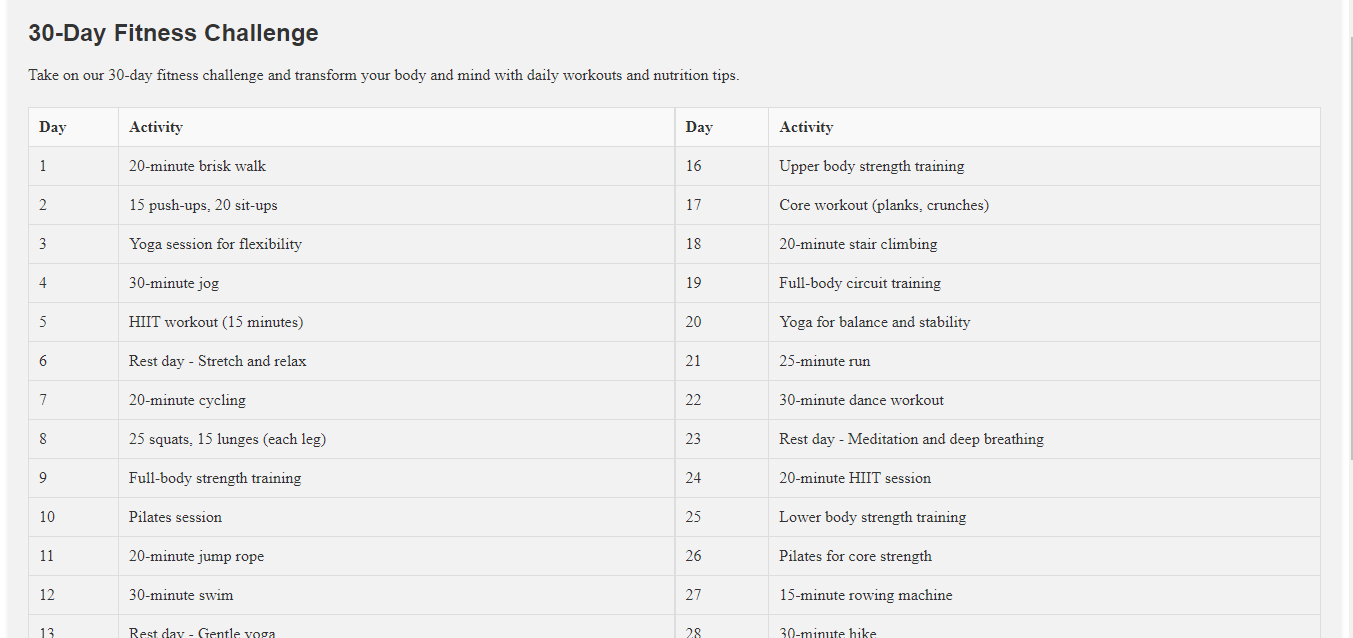 30-Day Fitness Challenge
Take on our 30-day fitness challenge and transform your body and mind with daily workouts and nutrition tips.
Day Activity Day Activity
1 20-minute brisk walk 16 Upper body strength training
2 15 push-ups, 20 sit-ups 17 Core workout (planks, crunches)
3 Yoga session for flexibility 18 20-minute stair climbing
4 30-minute jog 19 Full-body circuit training
5 HIIT workout (15 minutes) 20 Yoga for balance and stability
6 Rest day - Stretch and relax 21 25-minute run
7 20-minute cycling 22 30-minute dance workout
8 25 squats, 15 lunges (each leg) 23 Rest day - Meditation and deep breathing
9 Full-body strength training 24 20-minute HIIT session
10 Pilates session 25 Lower body strength training
11 20-minute jump rope 26 Pilates for core strength
12 30-minute swim 27 15-minute rowing machine
13 Rest day - Gentle yoga 28 30-minute hike